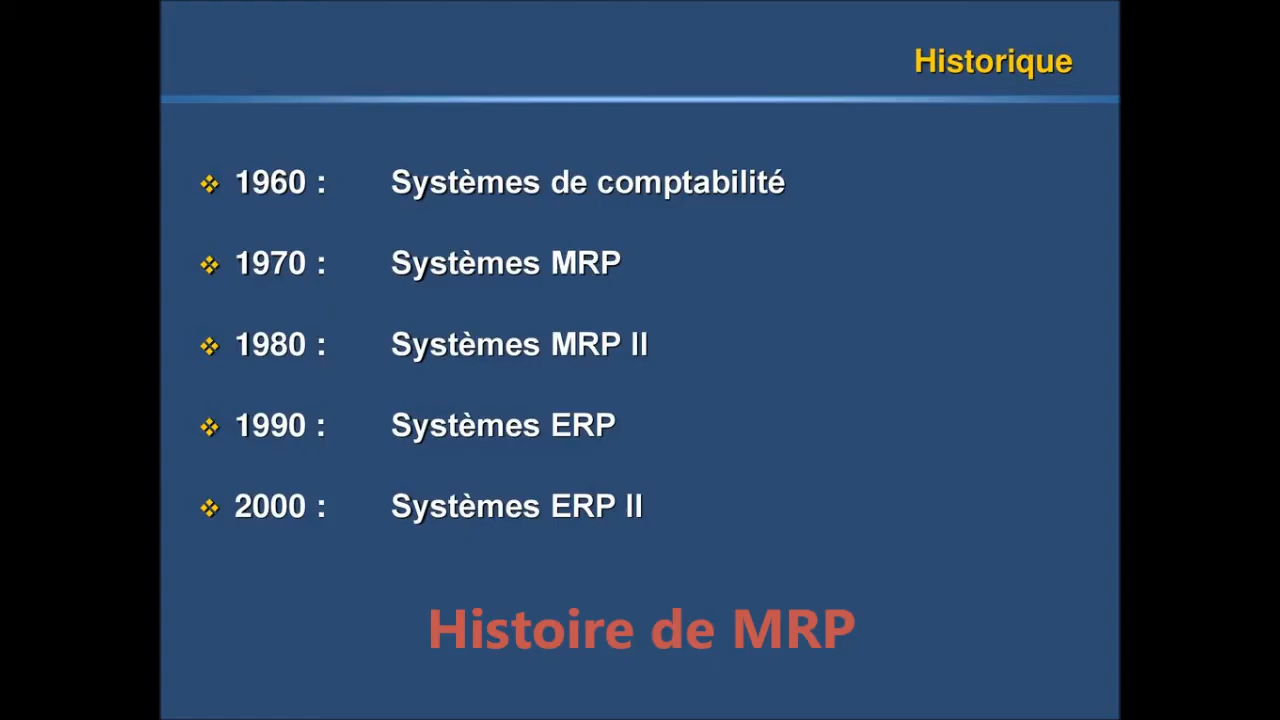 Historique
1960 : Systèmes de comptabilité
1970 : Systèmes MRP
1980 : Systèmes MRP II
1990 : Systèmes ERP
2000 : Systèmes ERP II
Histoire de MRP